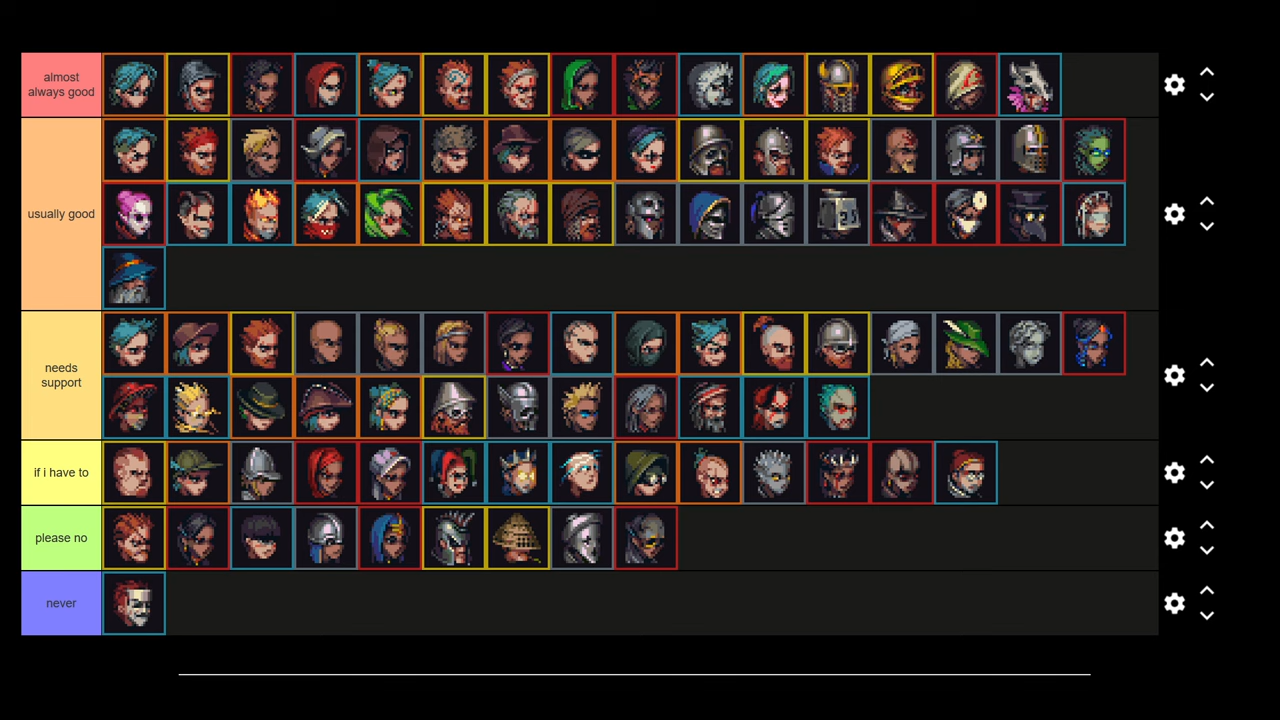 almost
always good
usually good
needs
support
if i have to
please no
never